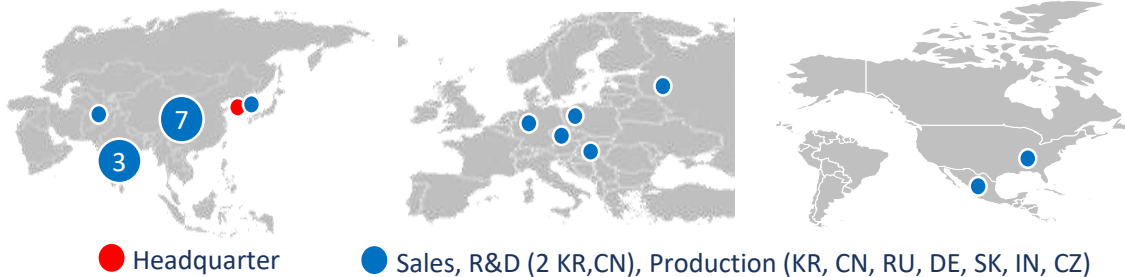 7
3
Headquarter
Sales, R&D (2 KR,CN), Production (KR, CN, RU, DE, SK, IN, CZ)